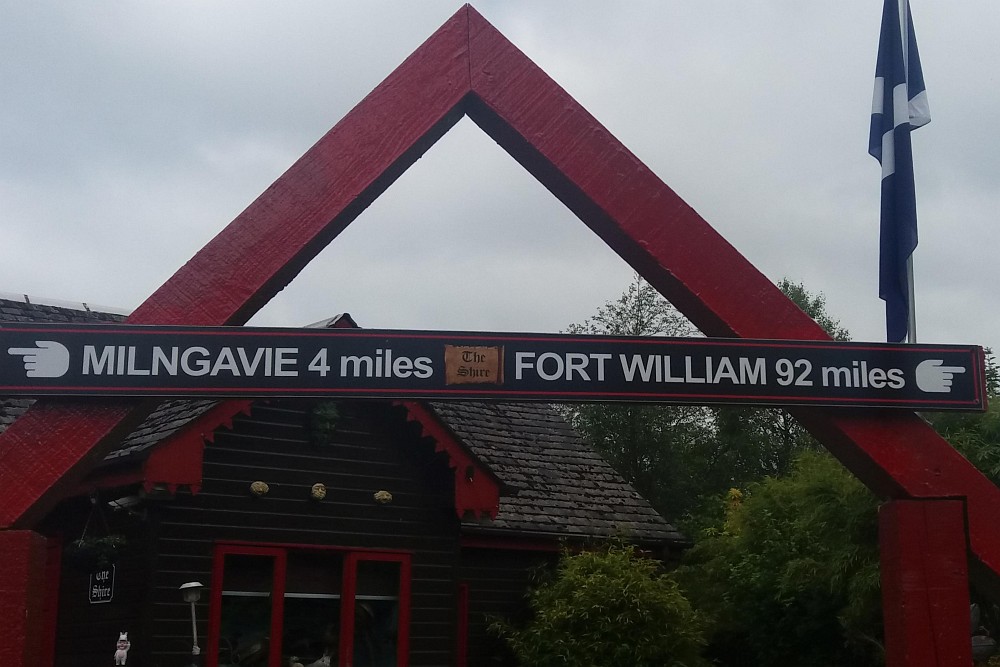 MILNGAVIE 4 miles
The
Shire
FORT WILLIAM 92 miles
The
Shire